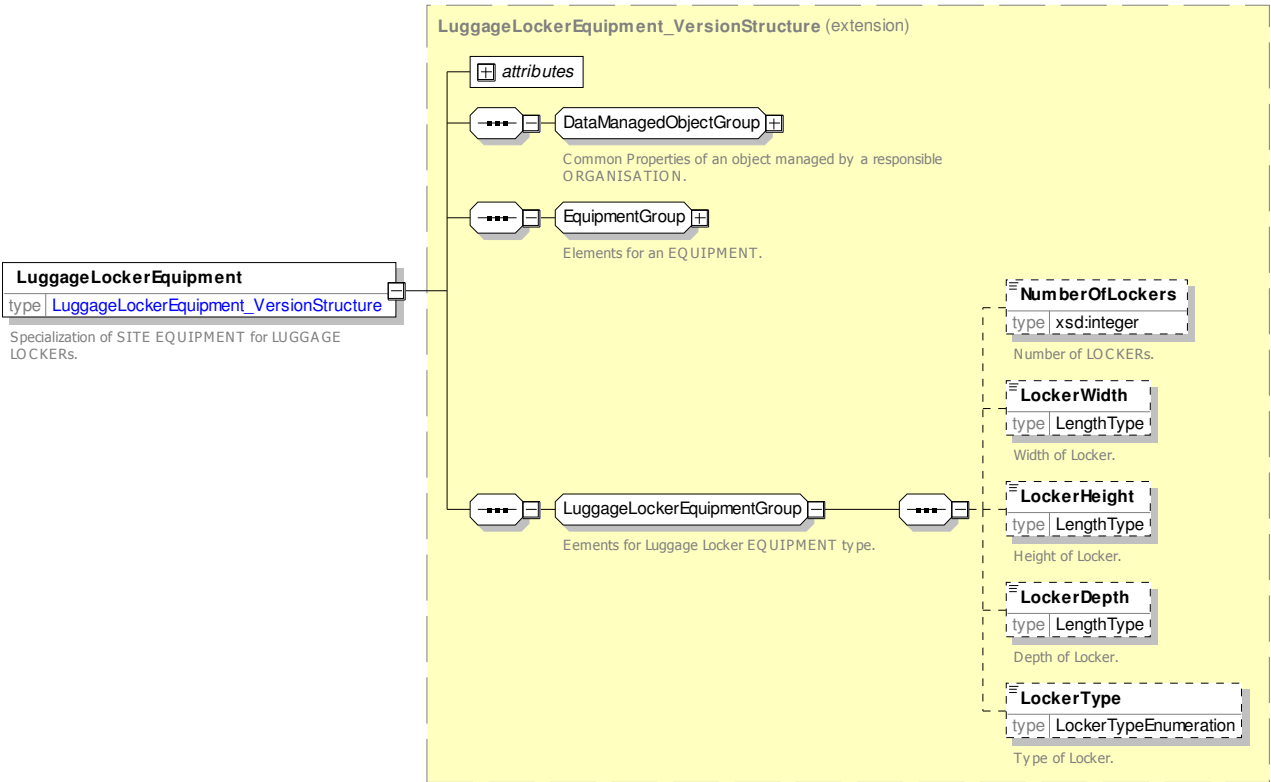 LuggageLockerEquipment_VersionStructure (extension)
attributes
DataManagedObjectGroup
Common Properties of an object managed by a responsible
ORGANISATION.
EquipmentGroup
Elements for an EQUIPMENT.
LuggageLockerEquipment
type LuggageLockerEquipment_VersionStructure
Specialization of SITE EQUIPMENT for LUGGAGE
LOCKERs.
LuggageLockerEquipmentGroup
Eements for Luggage Locker EQUIPMENT type.
NumberOfLockers
type xsd:integer
Number of LOCKERs.
LockerWidth
type LengthType
Width of Locker.
LockerHeight
type LengthType
Height of Locker.
LockerDepth
type LengthType
Depth of Locker.
LockerType
type LockerTypeEnumeration
Type of Locker.